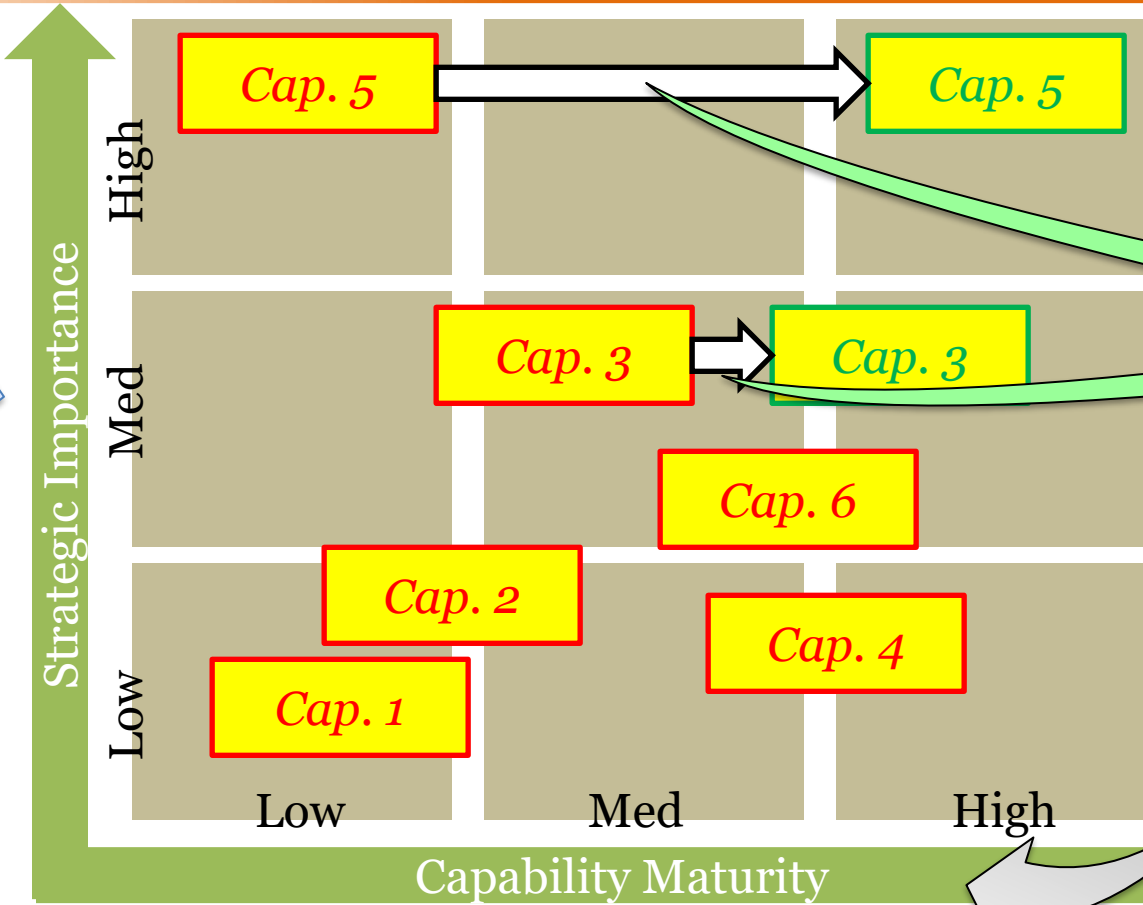 Cap. 5
Cap. 5
High
Cap. 3
Cap. 3
Med
Strategic Importance
Cap. 6
Cap. 2
Cap. 4
Cap. 1
Low
Low
Med
High
Capability Maturity